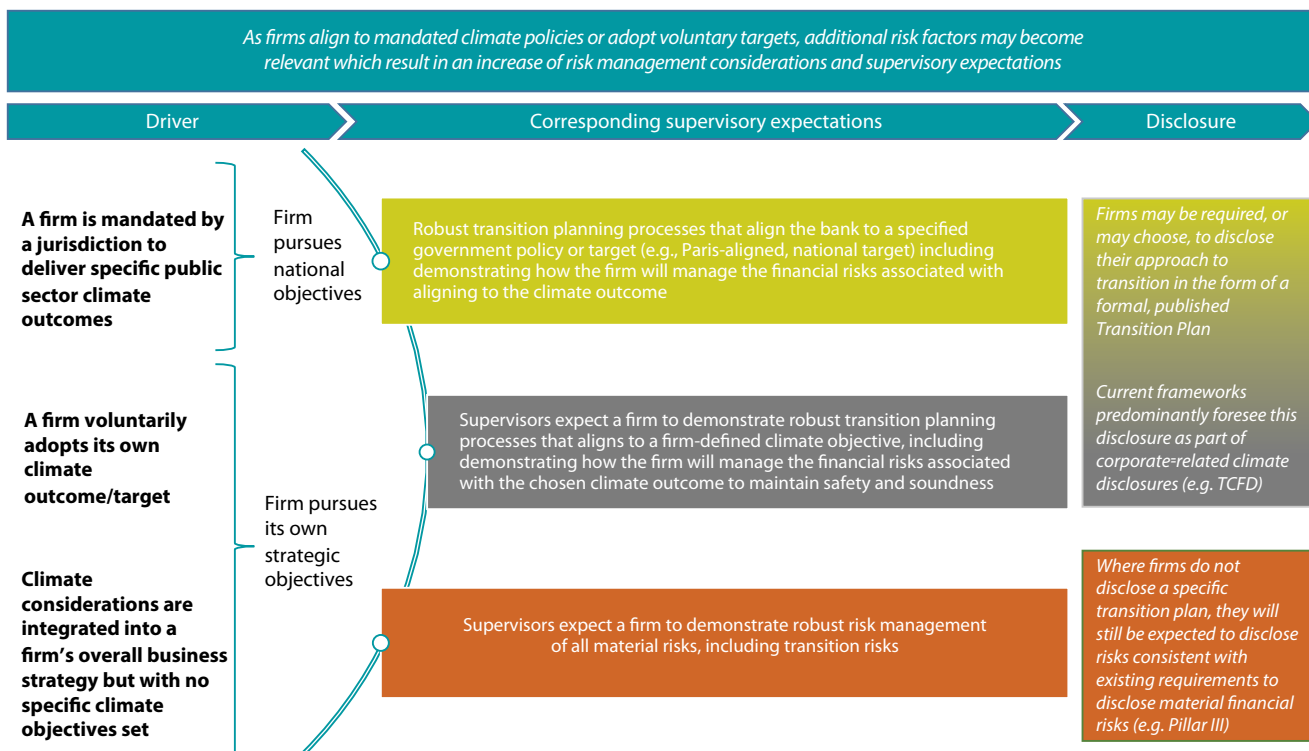 As firms align to mandated climate policies or adopt voluntary targets, additional risk factors may become
relevant which result in an increase of risk management considerations and supervisory expectations
Driver
Corresponding supervisory expectations
Disclosure
A firm is mandated by
a jurisdiction to
deliver specific public
sector climate
outcomes
Firm
pursues
national
objectives
Robust transition planning processes that align the bank to a specified
government policy or target (e.g., Paris-aligned, national target) including
demonstrating how the firm will manage the financial risks associated with
aligning to the climate outcome
Firms may be required, or
may choose, to disclose
their approach to
transition in the form of a
formal, published
Transition Plan
A firm voluntarily
adopts its own
climate
outcome/target
Supervisors expect a firm to demonstrate robust transition planning
processes that aligns to a firm-defined climate objective, including
demonstrating how the firm will manage the financial risks associated
with the chosen climate outcome to maintain safety and soundness
Current frameworks
predominantly foresee this
disclosure as part of
corporate=related climate
disclosures (e.g. TCFD)
Firm pursues
its own
strategic
objectives
Climate
considerations are
integrated into a
firm's overall business
strategy but with no
specific climate
objectives set
Supervisors expect a firm to demonstrate robust risk management
of all material risks, including transition risks
Where firms do not
disclose a specific
transition plan, they will
still be expected to disclose
risks consistent with
existing requirements to
disclose material financial
risks (e.g. Pillar III)